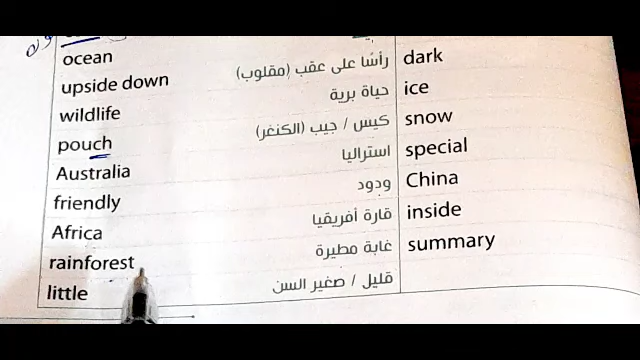 ocean
upside down رأسًا على عقب (مقلوب)
wildlife حياة برية
pouch كيس / جيب (الكنغر)
Australia استراليا
friendly ودود
Africa قارة أفريقيا
rainforest غابة مطيرة
little قليل / صغير السن
dark
ice
snow
special
China
inside
summary